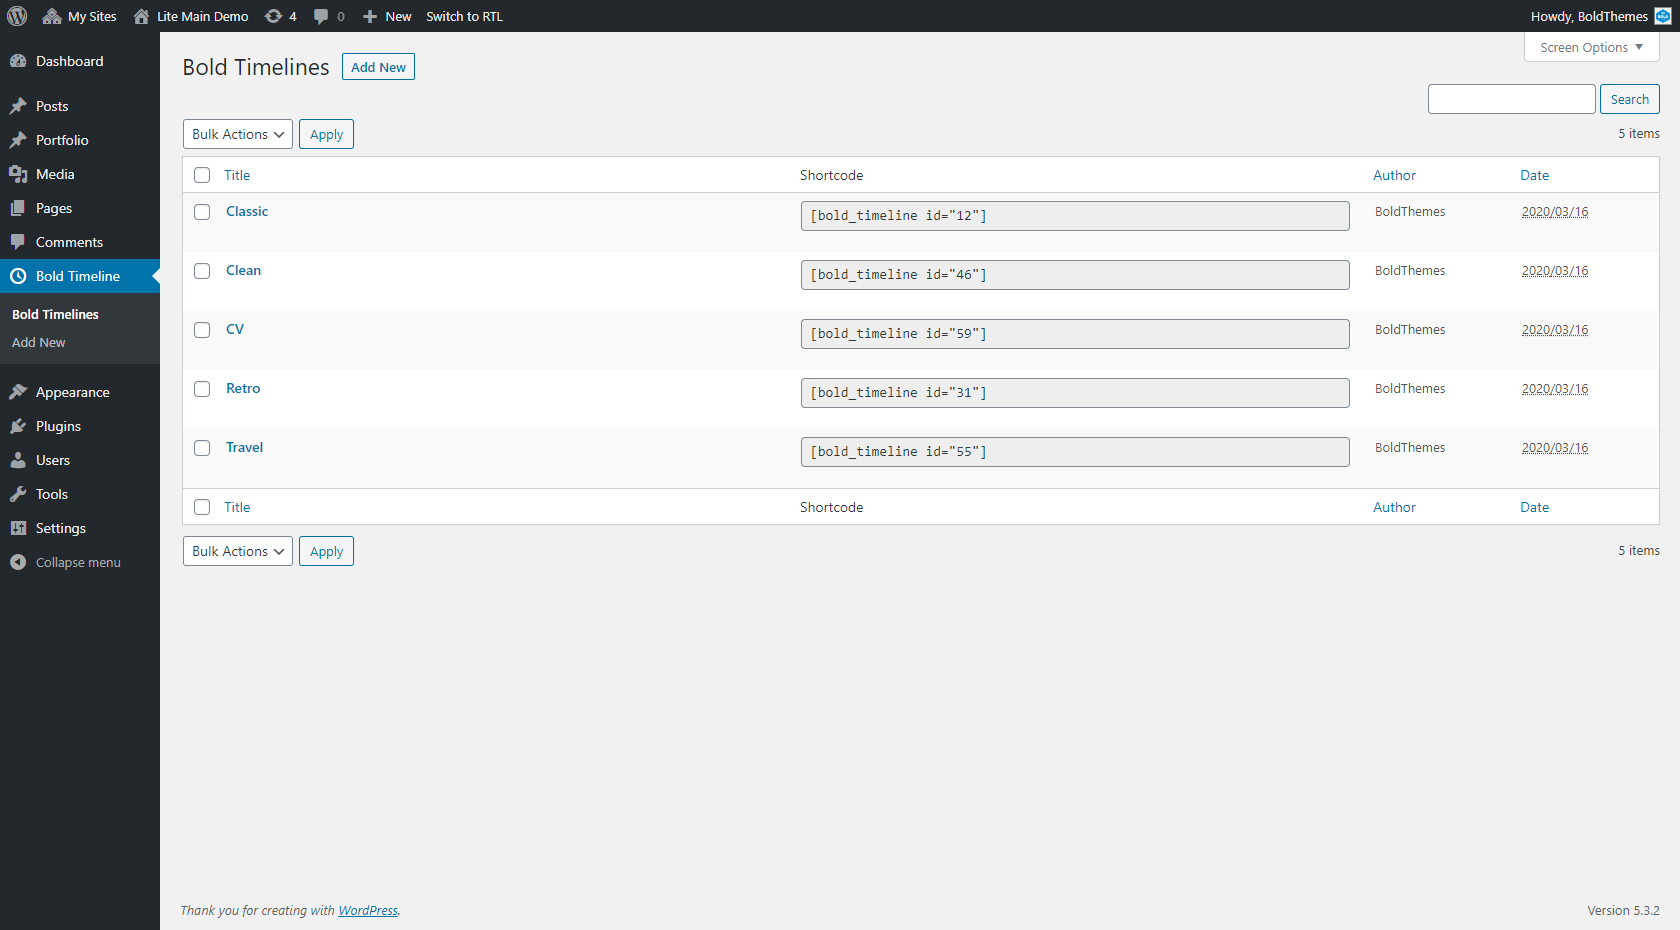 My Sites Lite Main Demo 4 0 New Switch to RTL Howdy, BoldThemes
Screen Options
Dashboard
Posts
Portfolio
Media
Pages
Comments
Bold Timeline
Bold Timelines
Add New
Appearance
Plugins
Users
Tools
Settings
Collapse menu
Bold Timelines Add New
Search
Bulk Actions Apply 5 items
Title Shortcode Author Date
Classic [bold_timeline id="12"] BoldThemes 2020/03/16
Clean [bold_timeline id="46"] BoldThemes 2020/03/16
CV [bold_timeline id="59"] BoldThemes 2020/03/16
Retro [bold_timeline id="31"] BoldThemes 2020/03/16
Travel [bold_timeline id="55"] BoldThemes 2020/03/16
Title Shortcode Author Date
Bulk Actions Apply 5 items
Thank you for creating with WordPress. Version 5.3.2